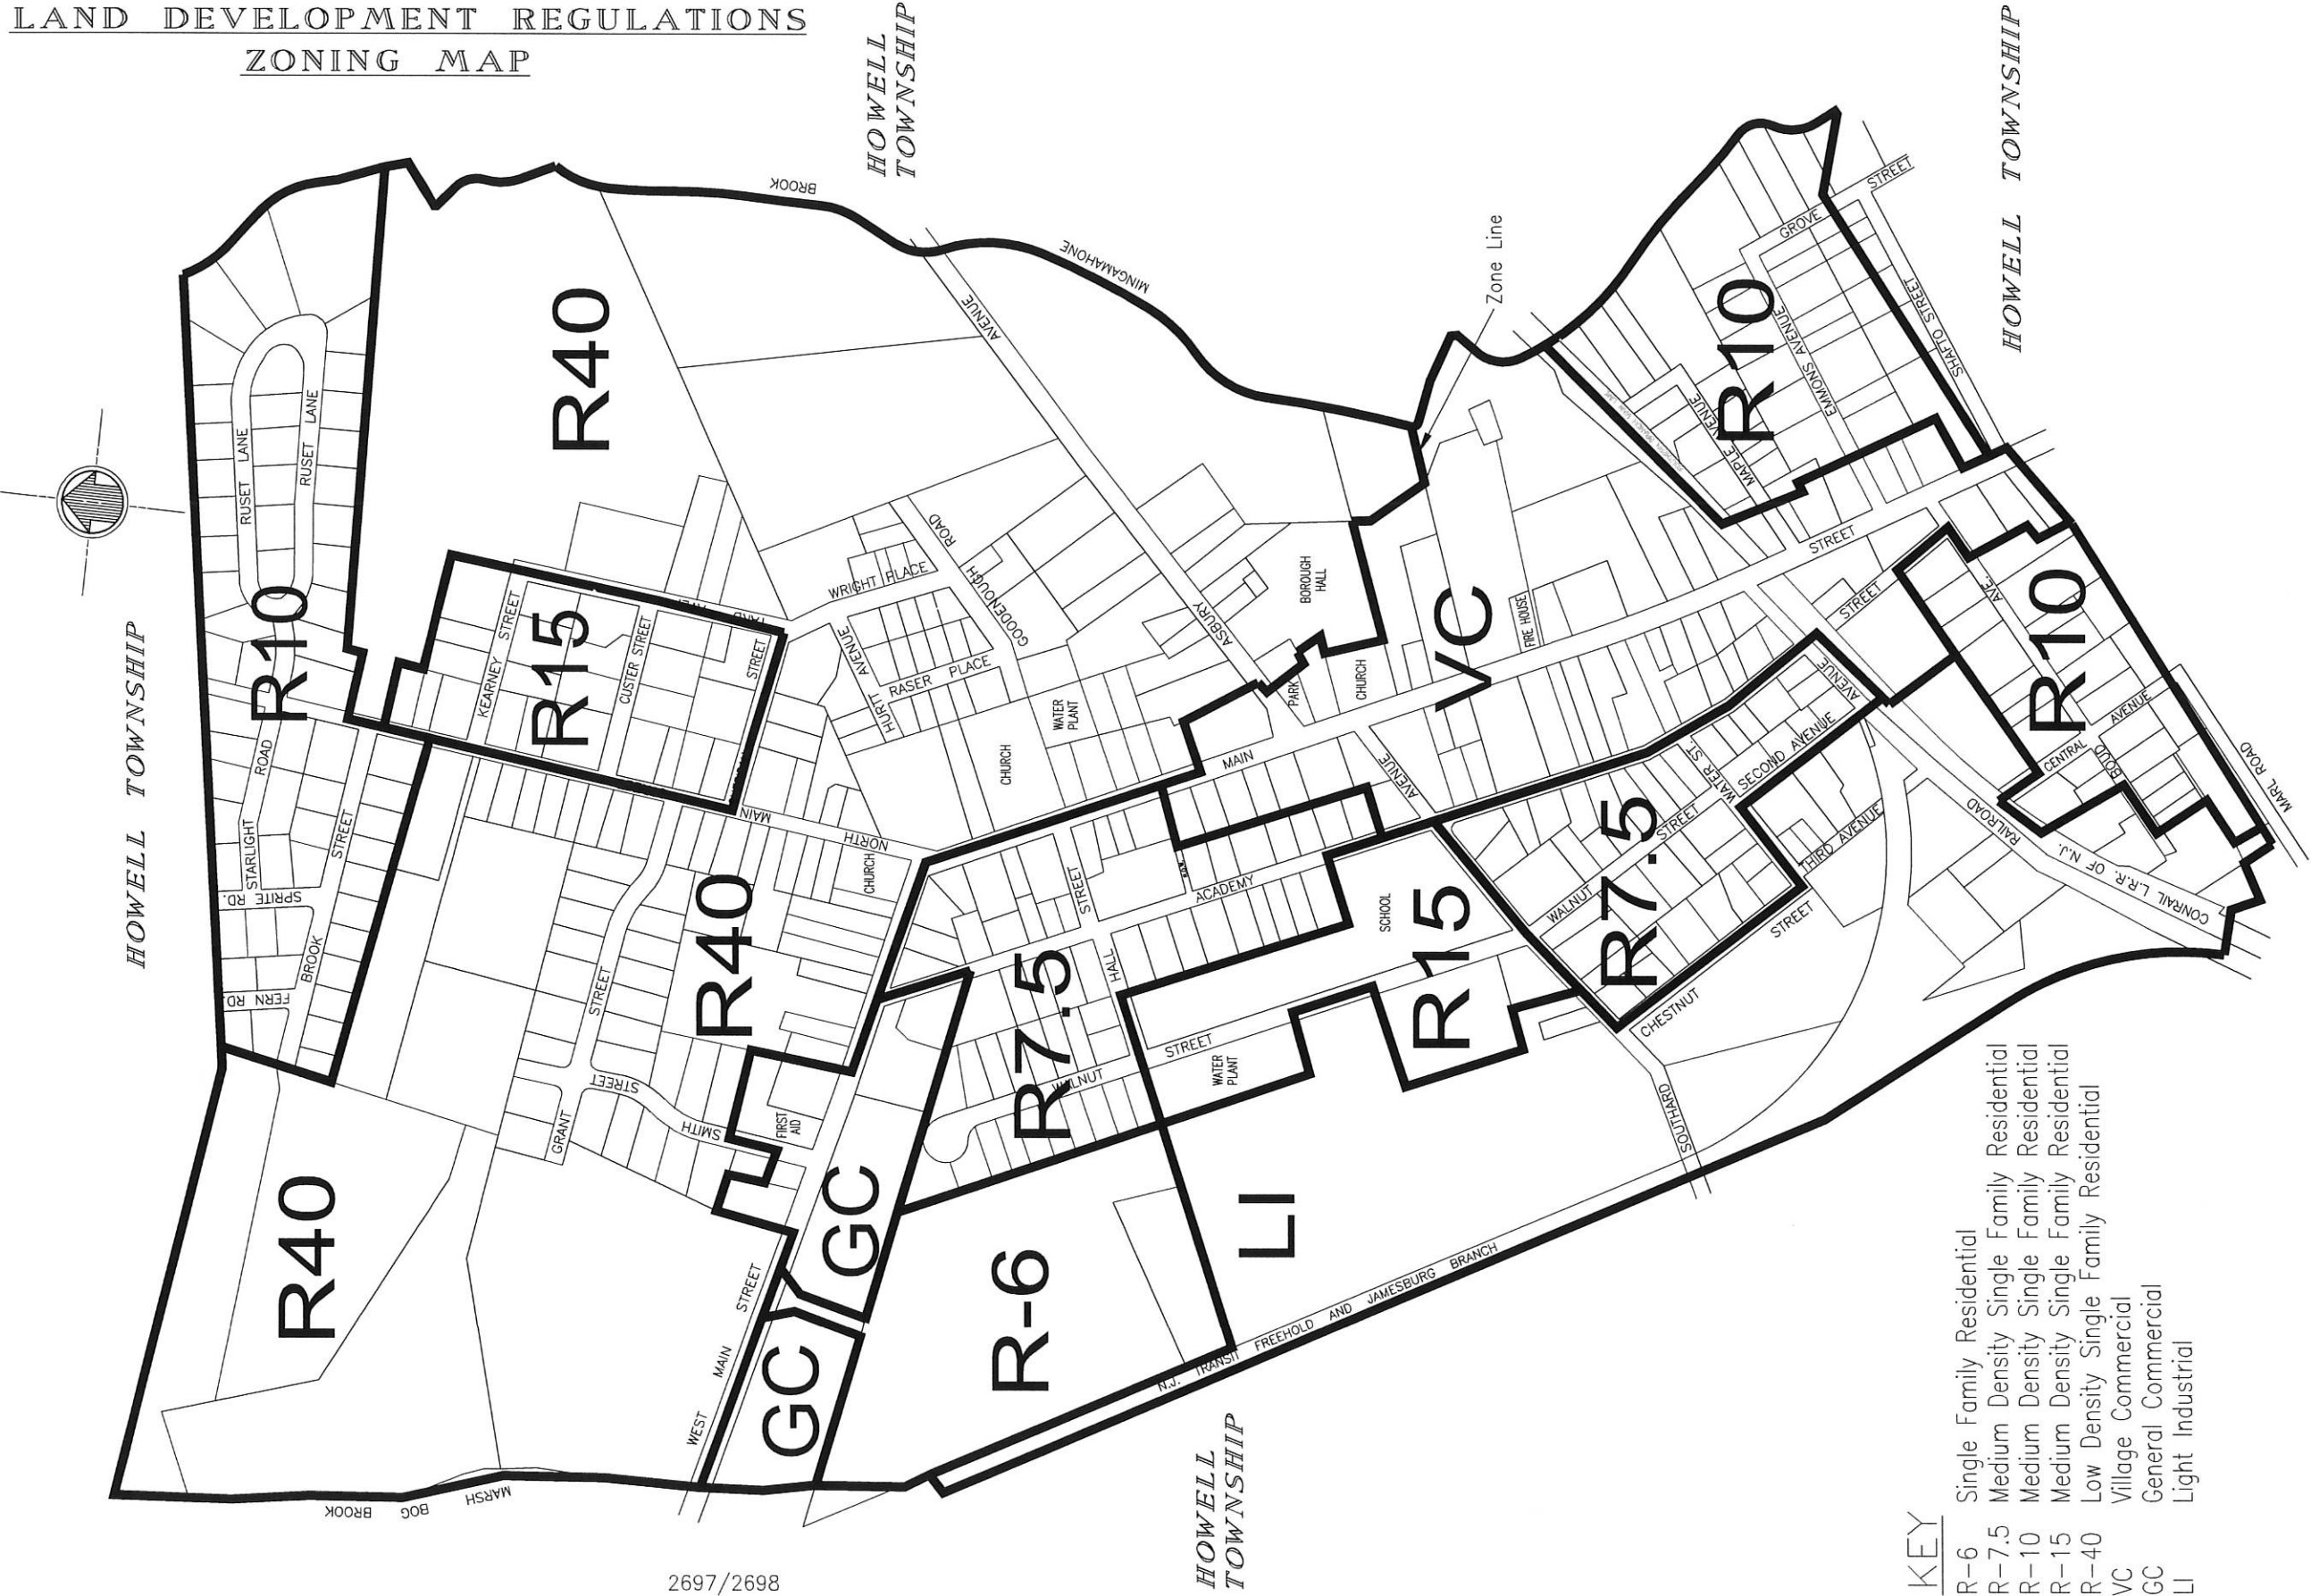 LAND DEVELOPMENT REGULATIONS
ZONING MAP
HOWELL
TOWNSHIP
HOWELL TOWNSHIP
HOWELL TOWNSHIP
HOWELL
TOWNSHIP
BROOK
MINGAMAHONE
Zone Line
R10
RUSET LANE
RUSET LANE
STARLIGHT
ROAD
SPRITE RD.
FERN RD.
BROOK
STREET
R40
R15
KEARNEY STREET
CUSTER STREET
STREET
WRIGHT PLACE
GOODENOUGH
ROAD
HURTT
AVENUE
RASER PLACE
ASBURY
AVENUE
WATER
PLANT
CHURCH
NORTH
MAIN
CHURCH
R40
R40
GRANT
STREET
SMITH
STREET
FIRST
AID
WEST MAIN STREET
GC
GC
MARSH BOG BROOK
R-6
R7.5
HALL
STREET
WALNUT
STREET
ACADEMY
AVENUE
MAIN
STREET
PARK
CHURCH
BOROUGH
HALL
VC
FIRE HOUSE
SCHOOL
R15
WATER
PLANT
LI
N.J. TRANSIT FREEHOLD AND JAMESBURG BRANCH
SOUTHARD
AVENUE
CHESTNUT
STREET
R7.5
WALNUT
STREET
WATER ST.
SECOND AVENUE
THIRD AVENUE
STREET
RAILROAD
CONRAIL L.R.R. OF N.J.
R10
MAPLE
AVENUE
EMMONS AVENUE
GROVE
STREET
SHAFTO STREET
R10
AVE.
CENTRAL
AVENUE
BOUD
MARL ROAD
2697/2698
KEY
R-6 Single Family Residential
R-7.5 Medium Density Single Family Residential
R-10 Medium Density Single Family Residential
R-15 Medium Density Single Family Residential
R-40 Low Density Single Family Residential
VC Village Commercial
GC General Commercial
LI Light Industrial